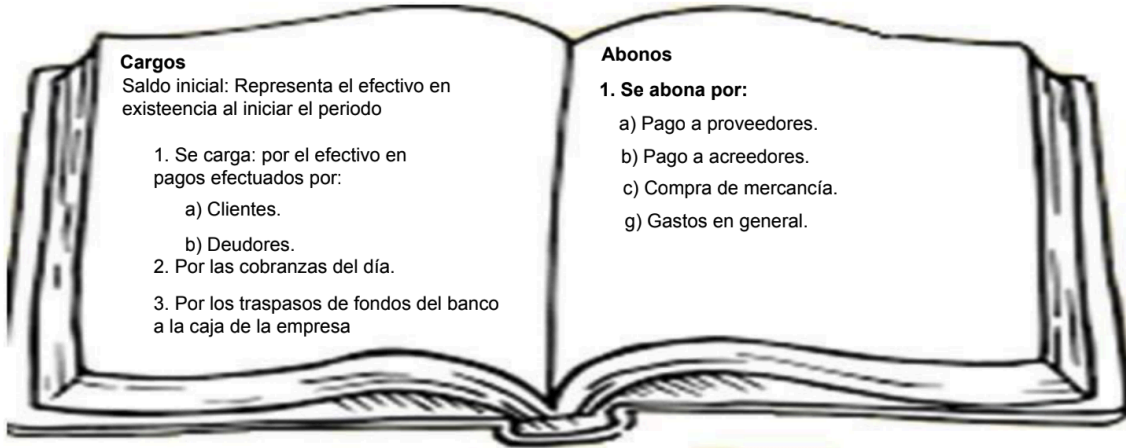 Cargos
Saldo inicial: Representa el efectivo en
existeencia al iniciar el periodo
1. Se carga: por el efectivo en
pagos efectuados por:
a) Clientes.
b) Deudores.
2. Por las cobranzas del día.
3. Por los traspasos de fondos del banco
a la caja de la empresa
Abonos
1. Se abona por:
a) Pago a proveedores.
b) Pago a acreedores.
c) Compra de mercancía.
g) Gastos en general.